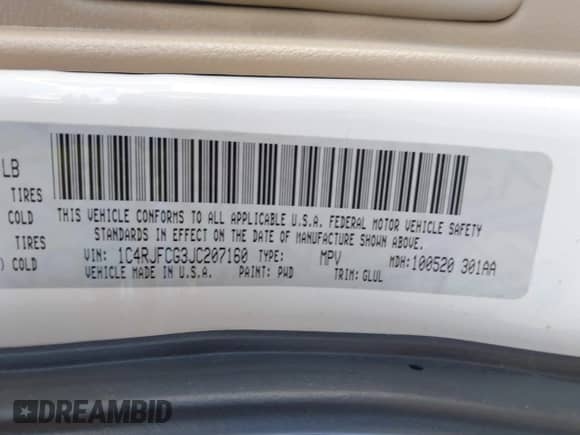 LB
TIRES
COLD
TIRES
) COLD
THIS VEHICLE CONFORMS TO ALL APPLICABLE U.S.A. FEDERAL MOTOR VEHICLE SAFETY
STANDARDS IN EFFECT ON THE DATE OF MANUFACTURE SHOWN ABOVE.
VIN: 1C4RJFCG3JC207160 TYPE: MPV MDH:100520 301AA
VEHICLE MADE IN U.S.A. PAINT: PWD TRIM: GLUL
DREAMBID